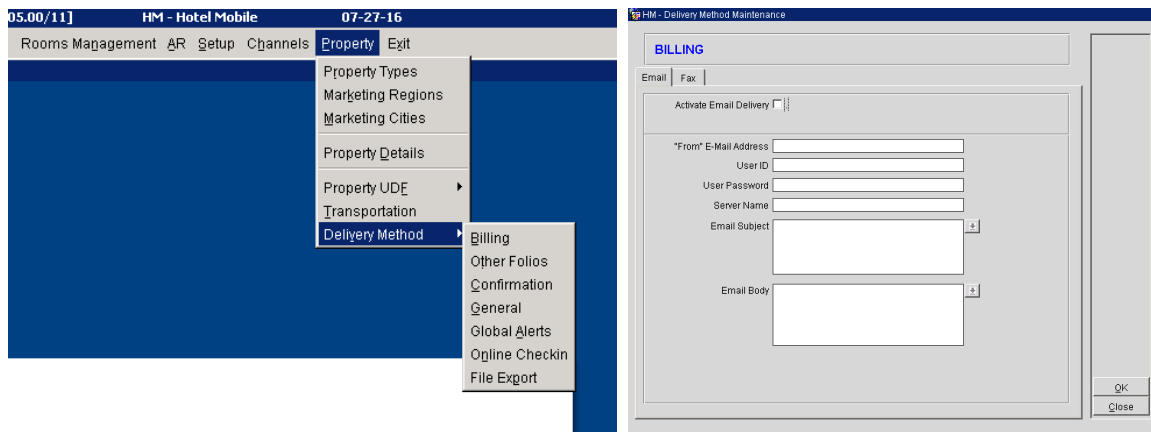 05.00/11] HM - Hotel Mobile 07-27-16
Rooms Management AR Setup Channels Property Exit
Property Types
Marketing Regions
Marketing Cities
Property Details
Property UDF
Transportation
Delivery Method
Billing
Other Folios
Confirmation
General
Global Alerts
Online Checkin
File Export
HM - Delivery Method Maintenance
BILLING
Email Fax
Activate Email Delivery
"From" E-Mail Address
User ID
User Password
Server Name
Email Subject
Email Body
OK
Close